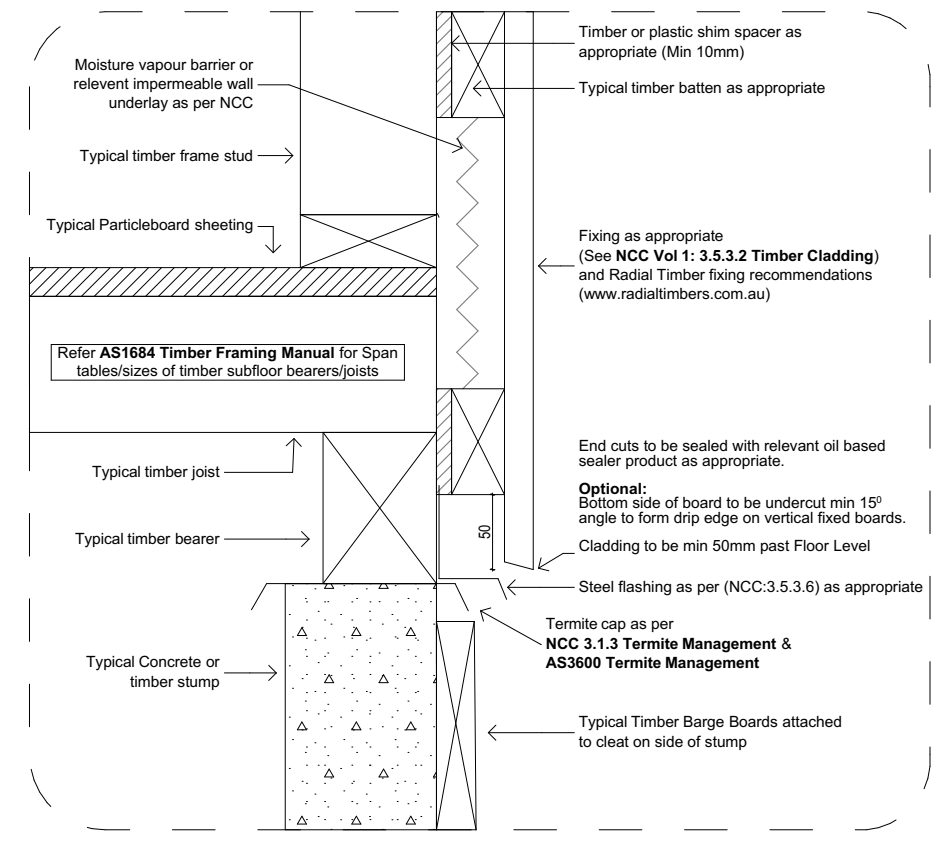 Timber or plastic shim spacer as
appropriate (Min 10mm)
Typical timber batten as appropriate
Moisture vapour barrier or
relevent impermeable wall
underlay as per NCC
Typical timber frame stud
Typical Particleboard sheeting
Fixing as appropriate
(See NCC Vol 1: 3.5.3.2 Timber Cladding)
and Radial Timber fixing recommendations
(www.radialtimbers.com.au)
Refer AS1684 Timber Framing Manual for Span
tables/sizes of timber subfloor bearers/joists
Typical timber joist
Typical timber bearer
End cuts to be sealed with relevant oil based
sealer product as appropriate.
Optional:
Bottom side of board to be undercut min 15⁰
angle to form drip edge on vertical fixed boards.
50
Cladding to be min 50mm past Floor Level
Steel flashing as per (NCC:3.5.3.6) as appropriate
Termite cap as per
NCC 3.1.3 Termite Management &
AS3600 Termite Management
Typical Concrete or
timber stump
Typical Timber Barge Boards attached
to cleat on side of stump